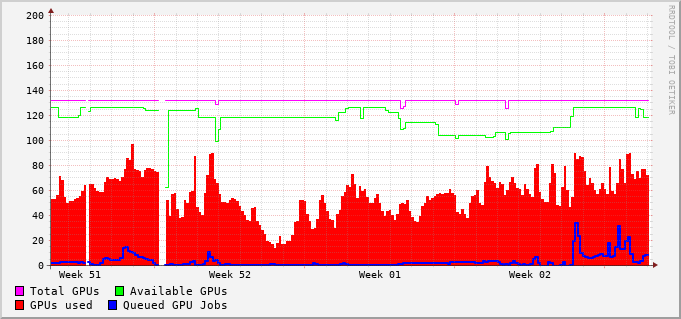 200
180
160
140
120
100
80
60
40
20
0
Week 51 Week 52 Week 01 Week 02
Total GPUs Available GPUs
GPUs used Queued GPU Jobs
RRDTOOL / TOBI OETIKER